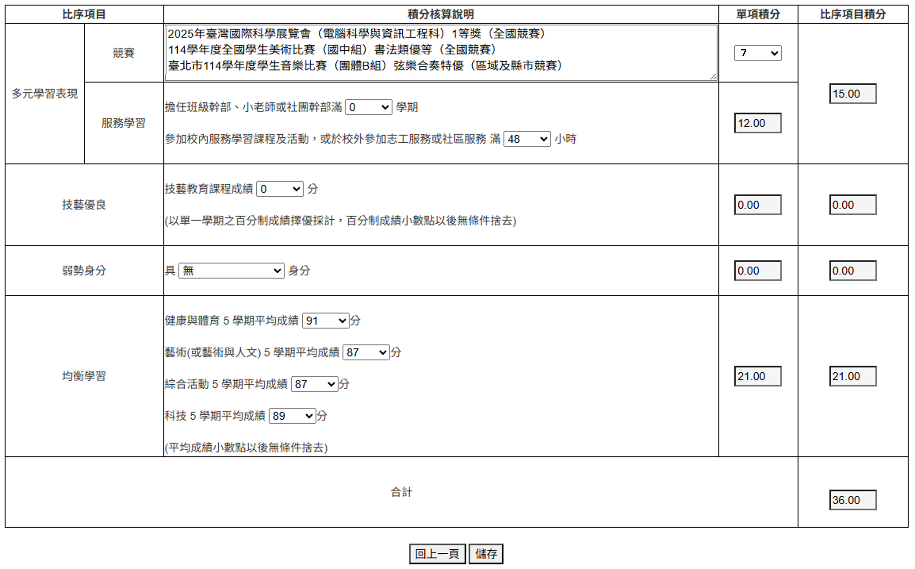 比序項目 積分核算說明 單項積分 比序項目積分
多元學習表現
競賽
2025年臺灣國際科學展覽會（電腦科學與資訊工程科）1等獎（全國競賽）
114學年度全國學生美術比賽（國中組）書法類優等（全國競賽）
臺北市114學年度學生音樂比賽（團體B組）弦樂合奏特優（區域及縣市競賽）
7
15.00
服務學習
擔任班級幹部、小老師或社團幹部滿 0 學期
參加校內服務學習課程及活動，或於校外參加志工服務或社區服務 滿 48 小時
12.00
技藝優良
技藝教育課程成績 0 分
(以單一學期之百分制成績擇優採計，百分制成績小數點以後無條件捨去)
0.00 0.00
弱勢身分
具 無 身分
0.00 0.00
均衡學習
健康與體育 5 學期平均成績 91 分
藝術(或藝術與人文) 5 學期平均成績 87 分
綜合活動 5 學期平均成績 87 分
科技 5 學期平均成績 89 分
(平均成績小數點以後無條件捨去)
21.00 21.00
合計
36.00
回上一頁 儲存